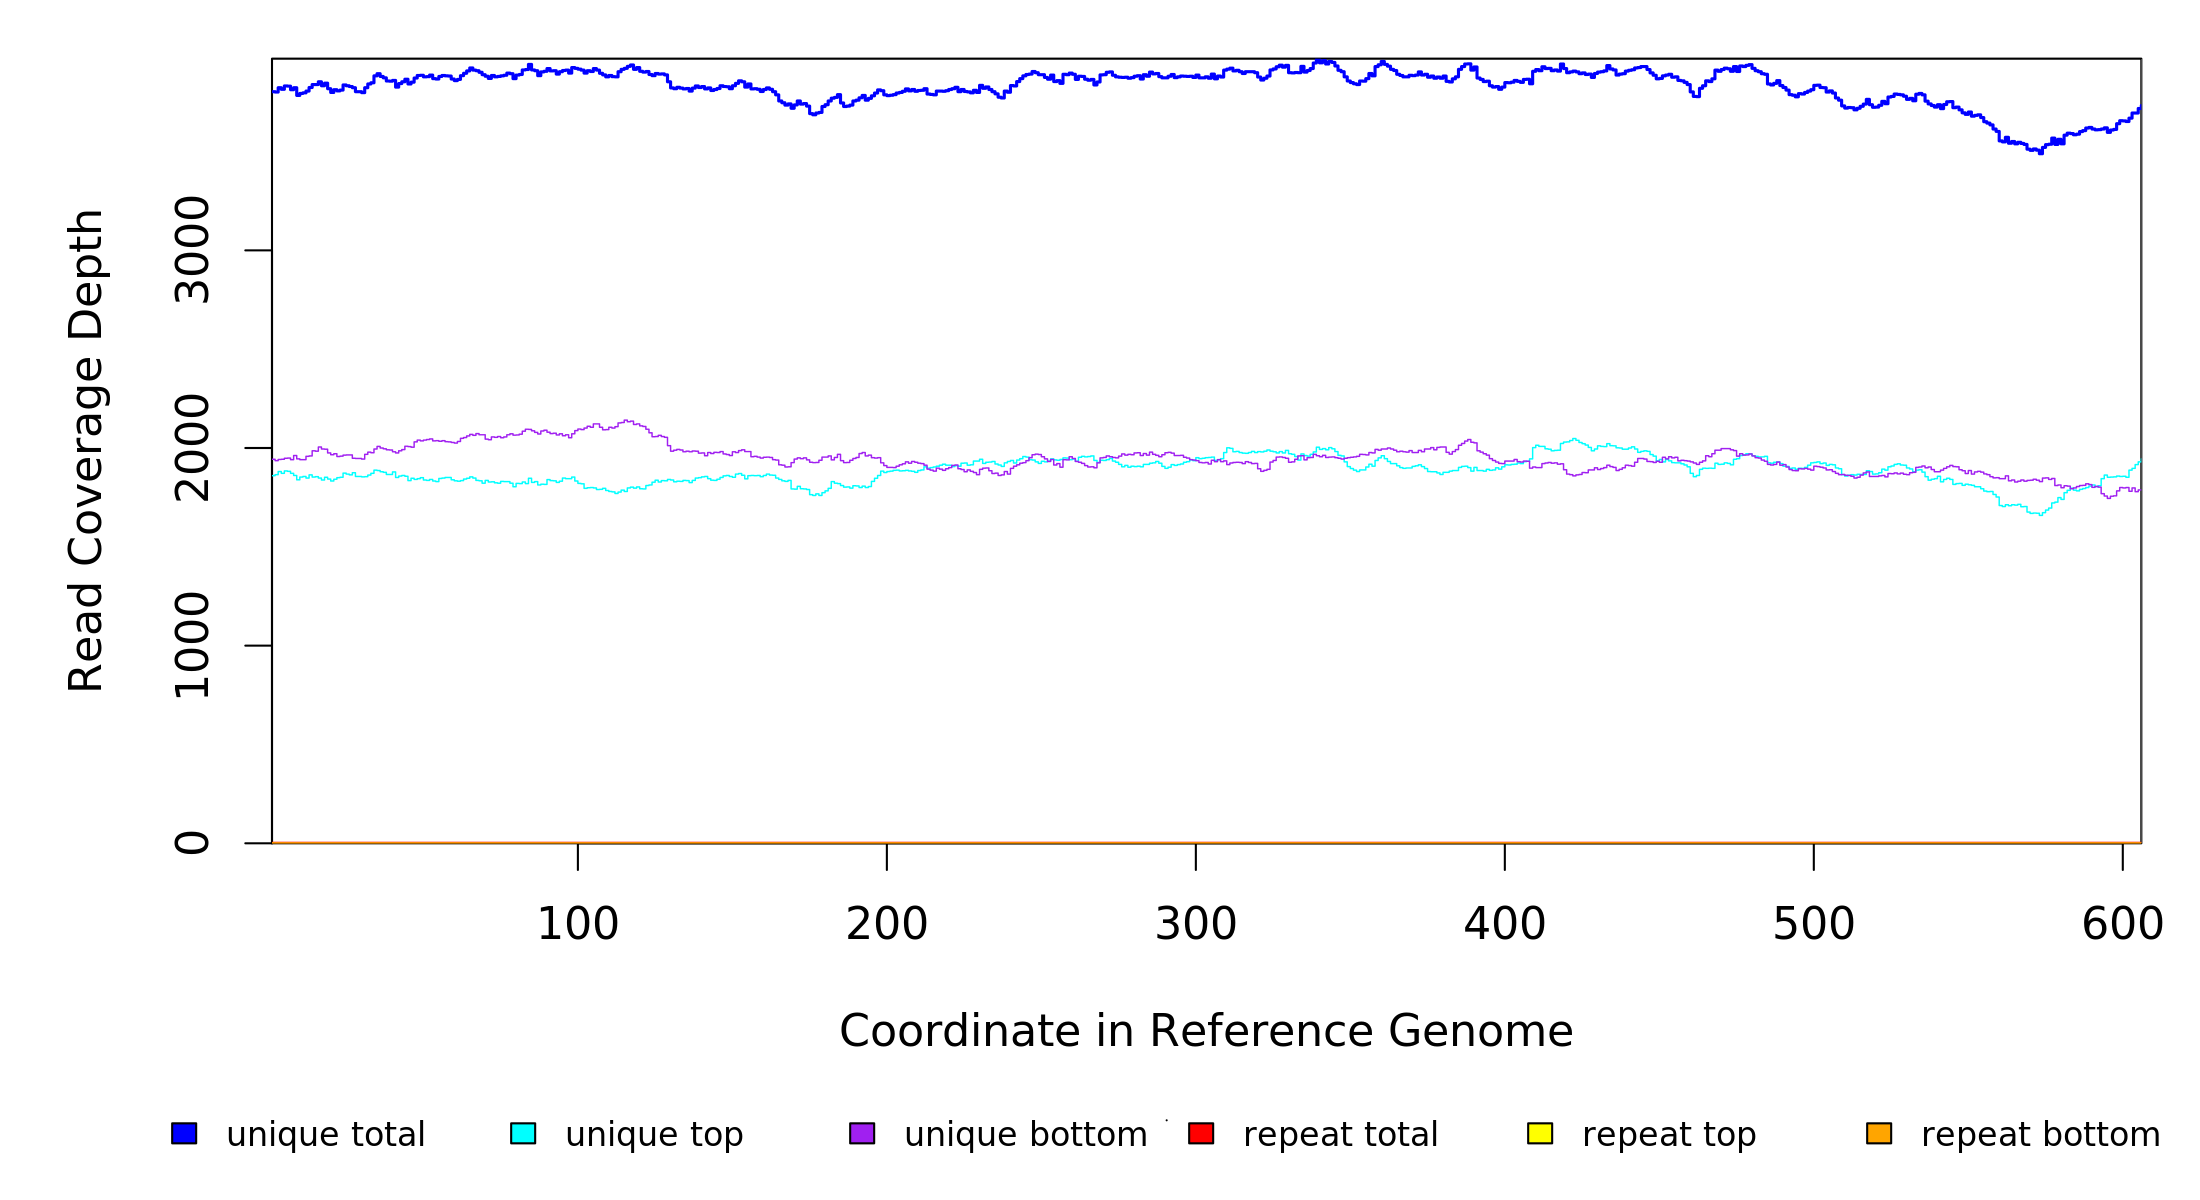 Read Coverage Depth
3000
2000
1000
0
100 200 300 400 500 600
Coordinate in Reference Genome
unique total unique top unique bottom repeat total repeat top repeat bottom